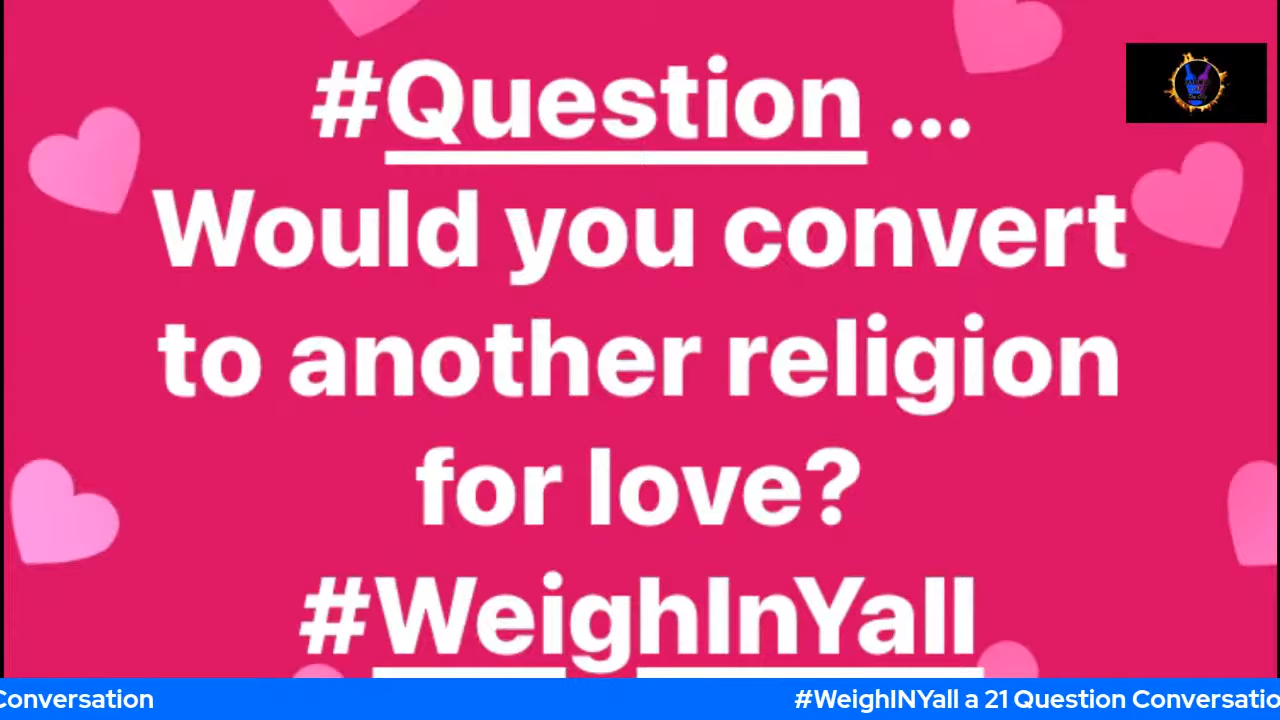 #Question ...
Would you convert
to another religion
for love?
#WeighInYall
Conversation
#WeighINYall a 21 Question Conversatio